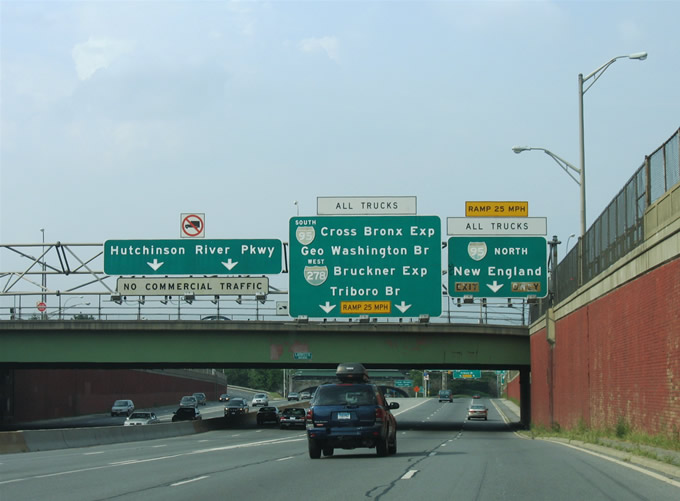 Hutchinson River Pkwy
NO COMMERCIAL TRAFFIC
ALL TRUCKS
SOUTH
95 Cross Bronx Exp
Geo Washington Br
WEST
278 Bruckner Exp
Triboro Br
RAMP 25 MPH
RAMP 25 MPH
ALL TRUCKS
95 NORTH
New England
EXIT ONLY